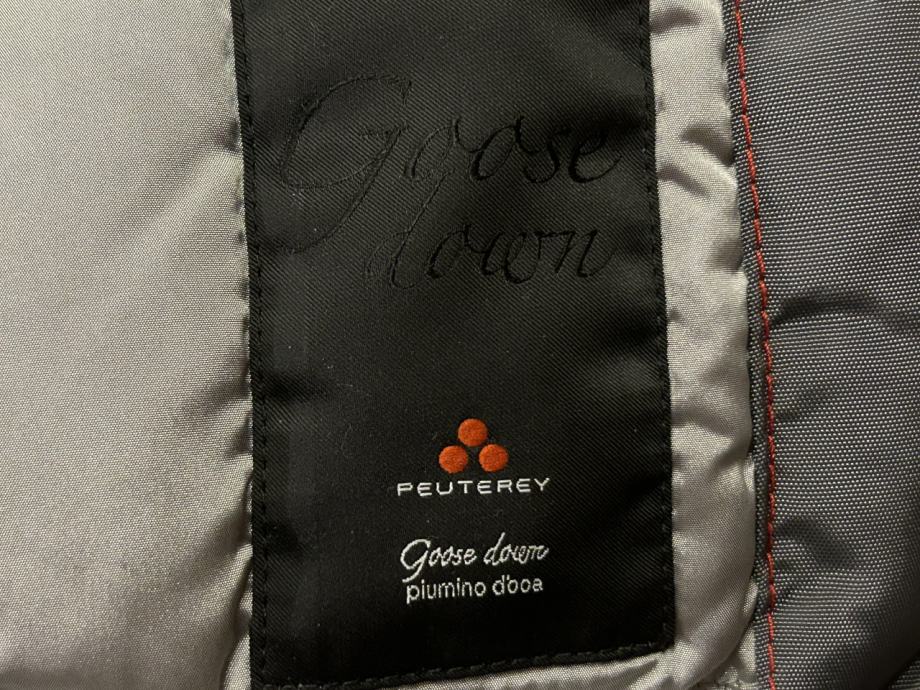 Goose
down
PEUTEREY
Goose down
piumino d'oca